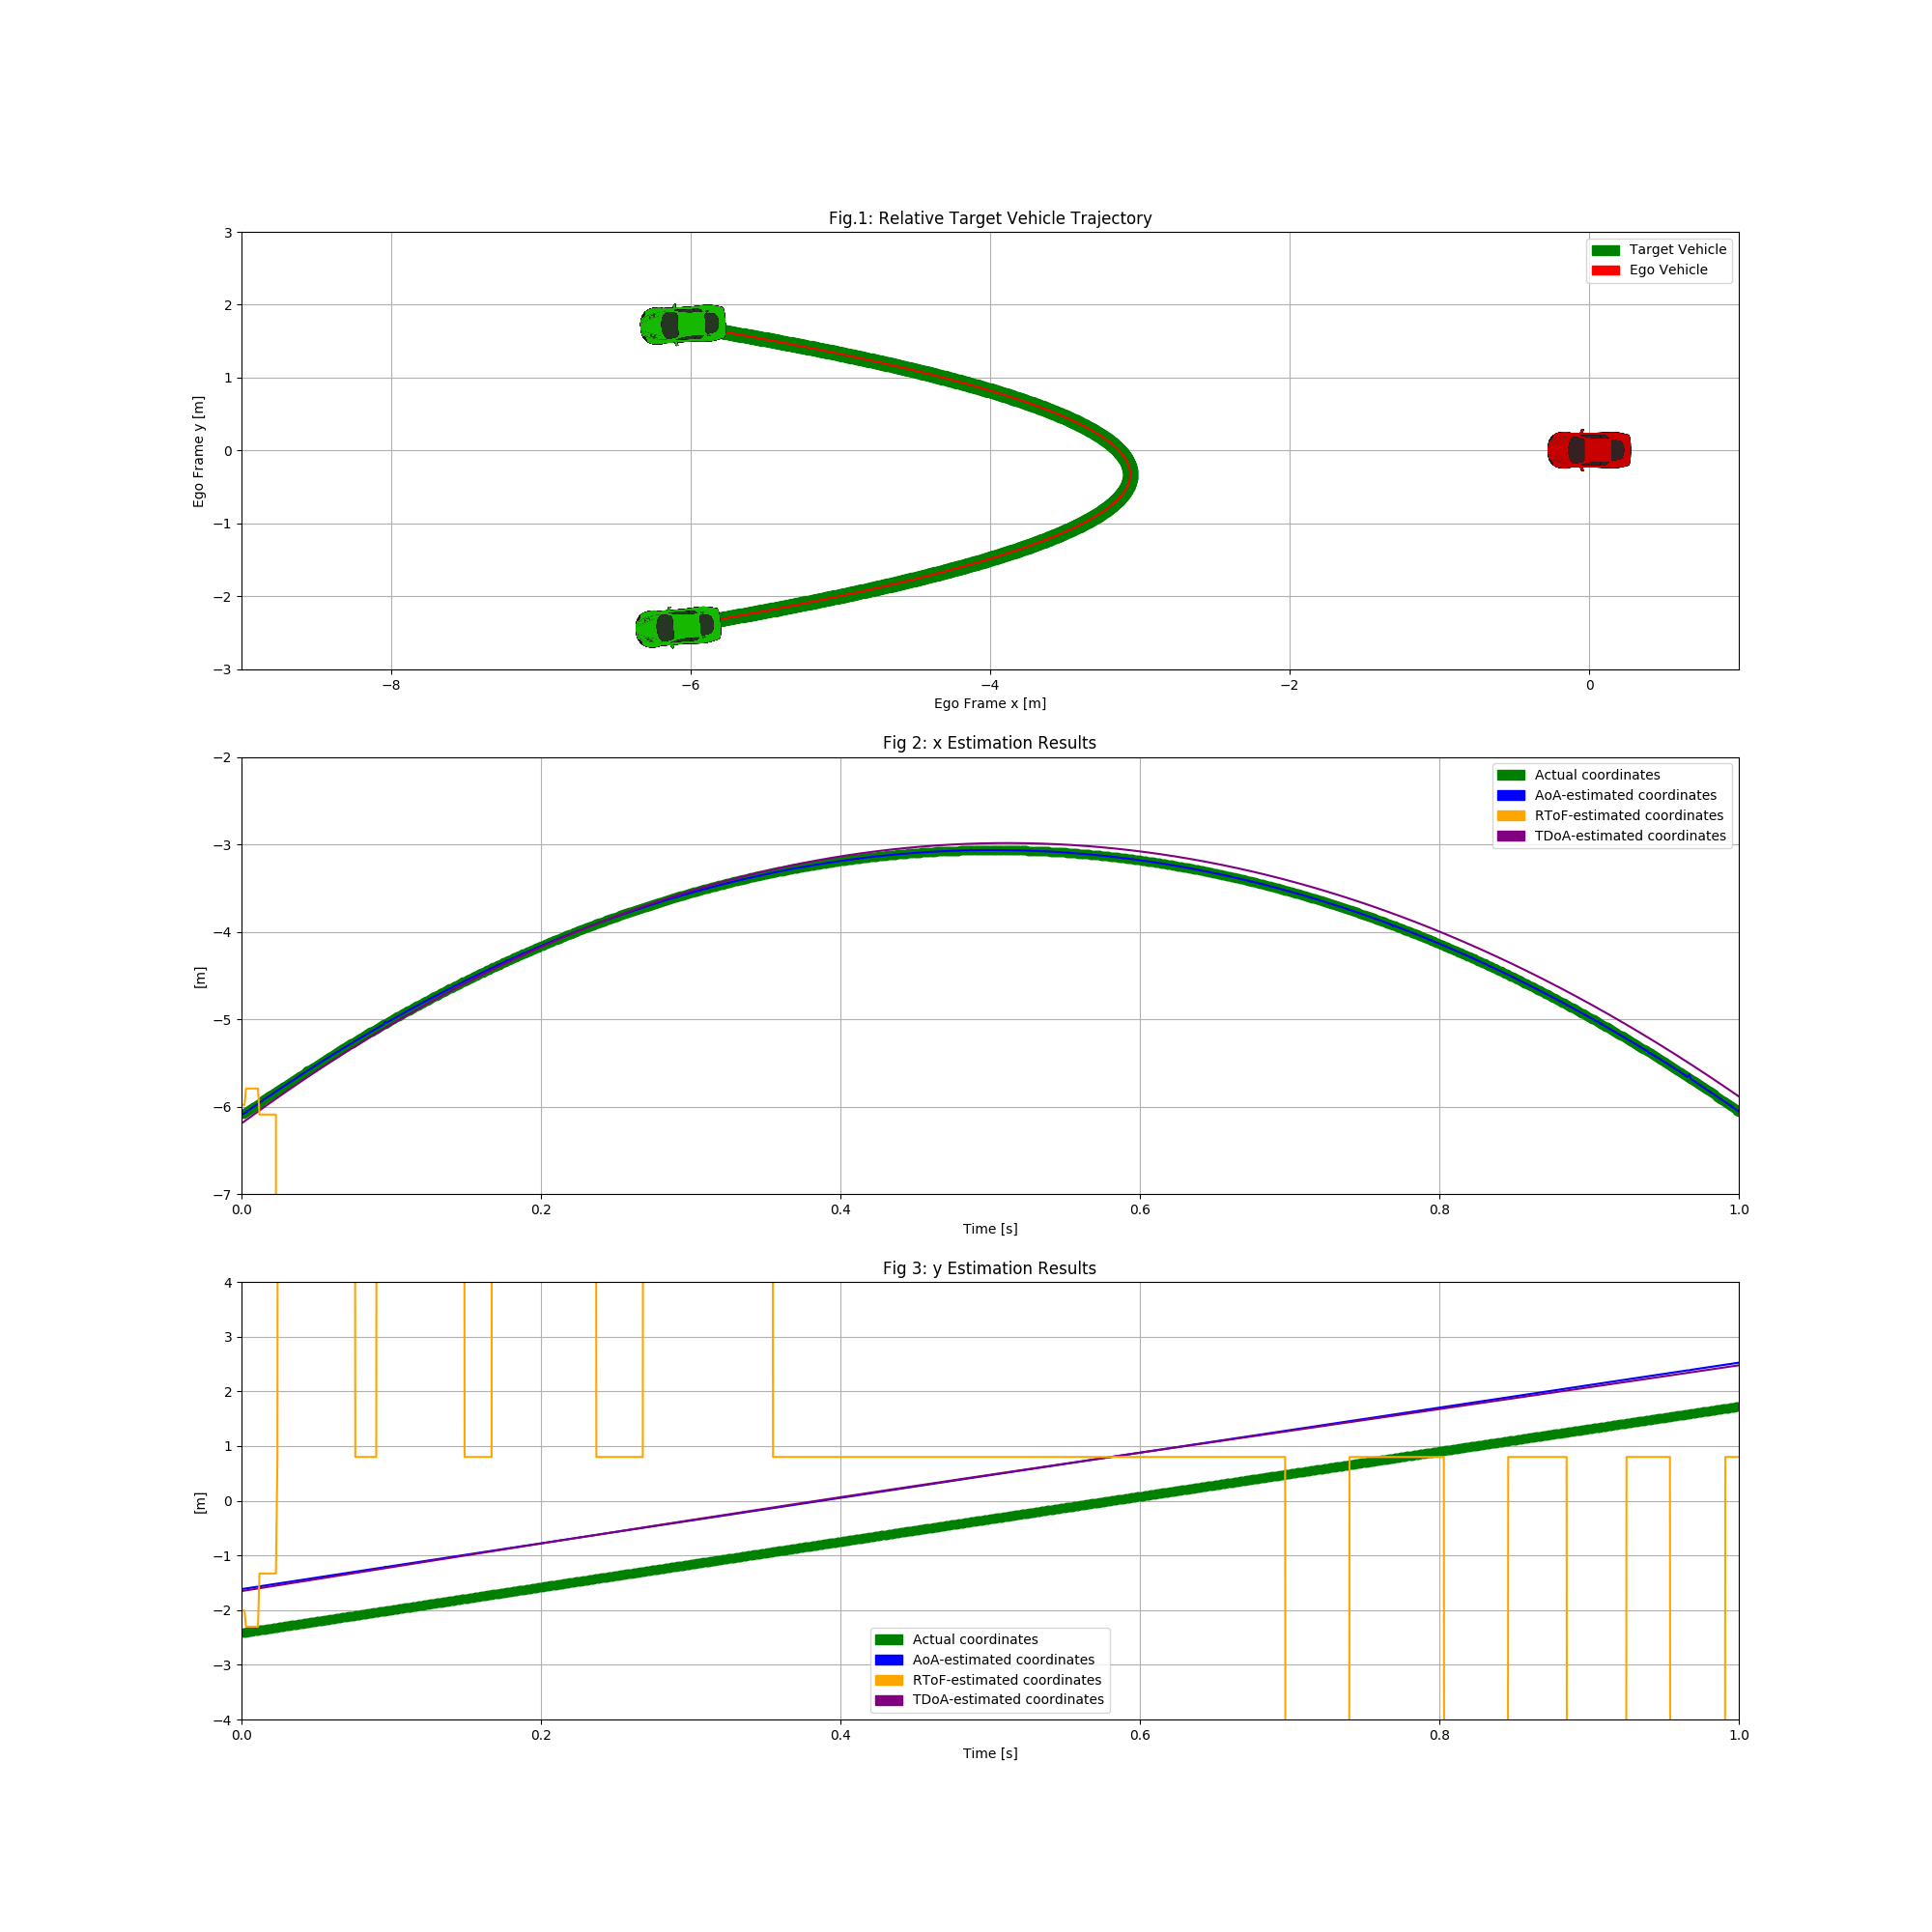 Fig.1: Relative Target Vehicle Trajectory
3
2
1
0
−1
−2
−3
Ego Frame y [m]
Target Vehicle
Ego Vehicle
−8
−6
−4
−2
0
Ego Frame x [m]
Fig 2: x Estimation Results
−2
−3
−4
−5
−6
−7
[m]
Actual coordinates
AoA-estimated coordinates
RToF-estimated coordinates
TDoA-estimated coordinates
0.0
0.2
0.4
0.6
0.8
1.0
Time [s]
Fig 3: y Estimation Results
4
3
2
1
0
−1
−2
−3
−4
[m]
Actual coordinates
AoA-estimated coordinates
RToF-estimated coordinates
TDoA-estimated coordinates
0.0
0.2
0.4
0.6
0.8
1.0
Time [s]